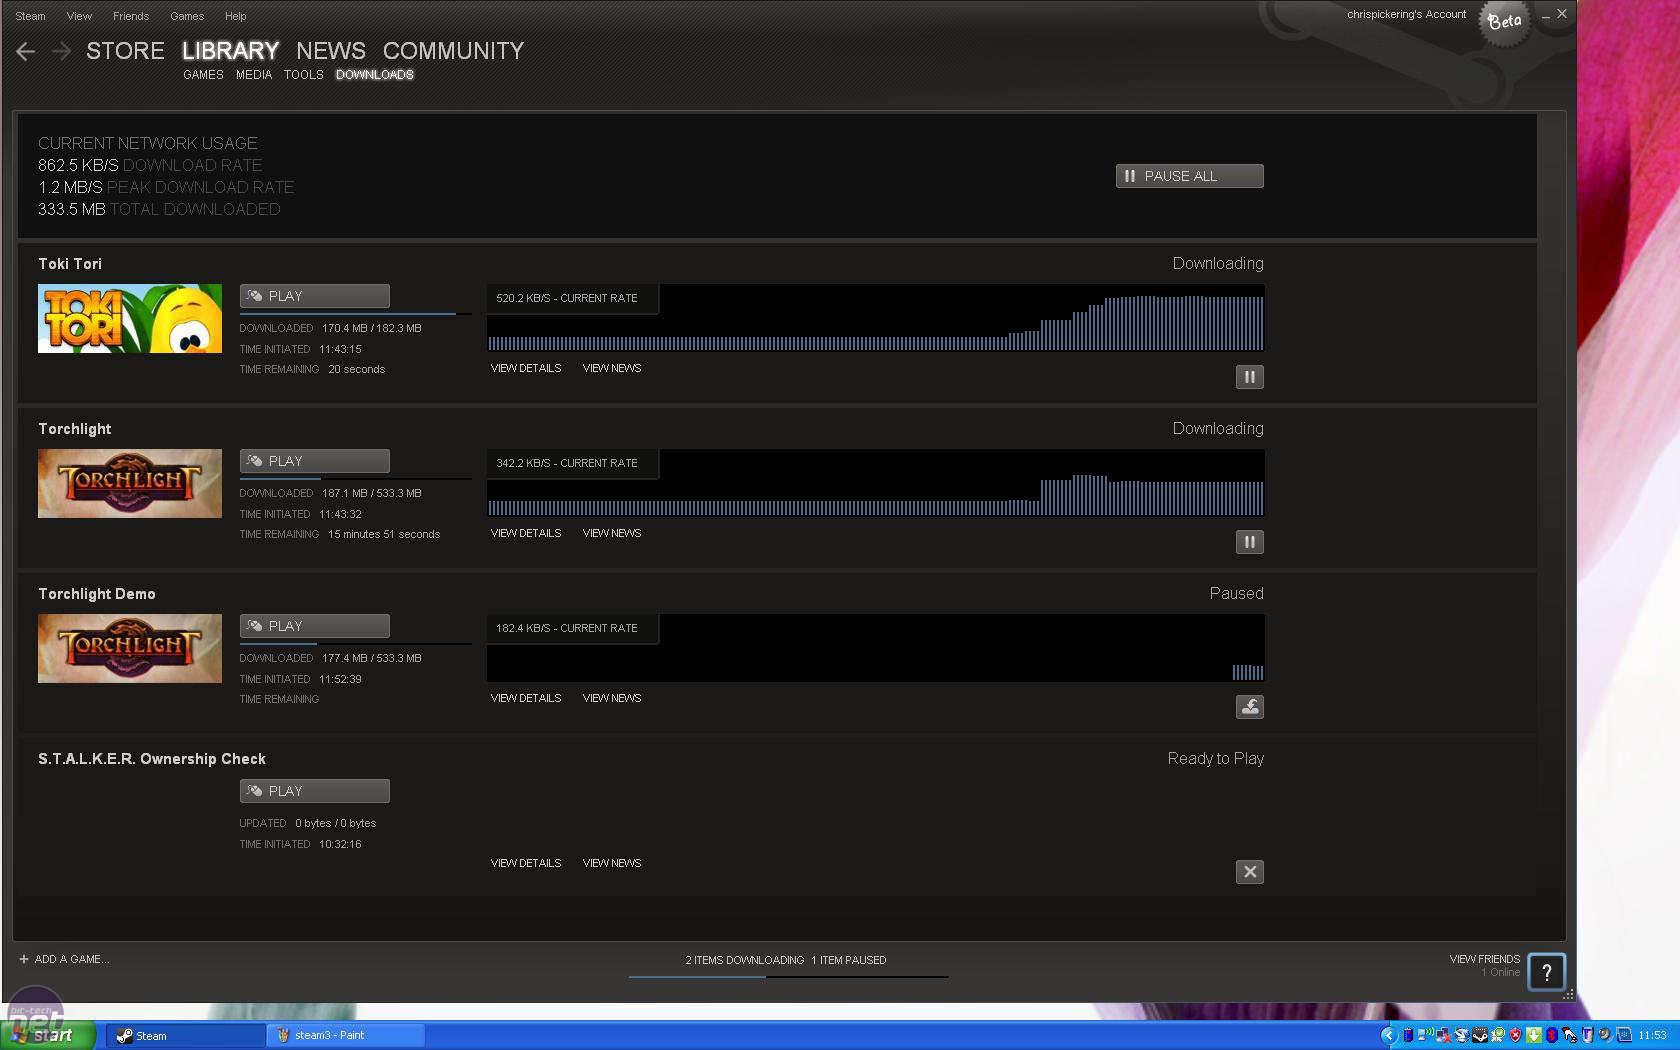 Steam View Friends Games Help
chrispickering's Account
Beta
STORE LIBRARY NEWS COMMUNITY
GAMES MEDIA TOOLS DOWNLOADS
CURRENT NETWORK USAGE
862.5 KB/S DOWNLOAD RATE
1.2 MB/S PEAK DOWNLOAD RATE
333.5 MB TOTAL DOWNLOADED
PAUSE ALL
Toki Tori
Downloading
TOKI TORI
PLAY
520.2 KB/S - CURRENT RATE
DOWNLOADED 170.4 MB / 182.3 MB
TIME INITIATED 11:43:15
TIME REMAINING 20 seconds
VIEW DETAILS VIEW NEWS
Torchlight
Downloading
TORCHLIGHT
PLAY
342.2 KB/S - CURRENT RATE
DOWNLOADED 187.1 MB / 533.3 MB
TIME INITIATED 11:43:32
TIME REMAINING 15 minutes 51 seconds
VIEW DETAILS VIEW NEWS
Torchlight Demo
Paused
TORCHLIGHT
PLAY
182.4 KB/S - CURRENT RATE
DOWNLOADED 177.4 MB / 533.3 MB
TIME INITIATED 11:52:39
TIME REMAINING
VIEW DETAILS VIEW NEWS
S.T.A.L.K.E.R. Ownership Check
Ready to Play
PLAY
UPDATED 0 bytes / 0 bytes
TIME INITIATED 10:32:16
VIEW DETAILS VIEW NEWS
+ ADD A GAME...
2 ITEMS DOWNLOADING 1 ITEM PAUSED
VIEW FRIENDS
1 Online
?
bit-tech
net
start
Steam
steam3 - Paint
11:53